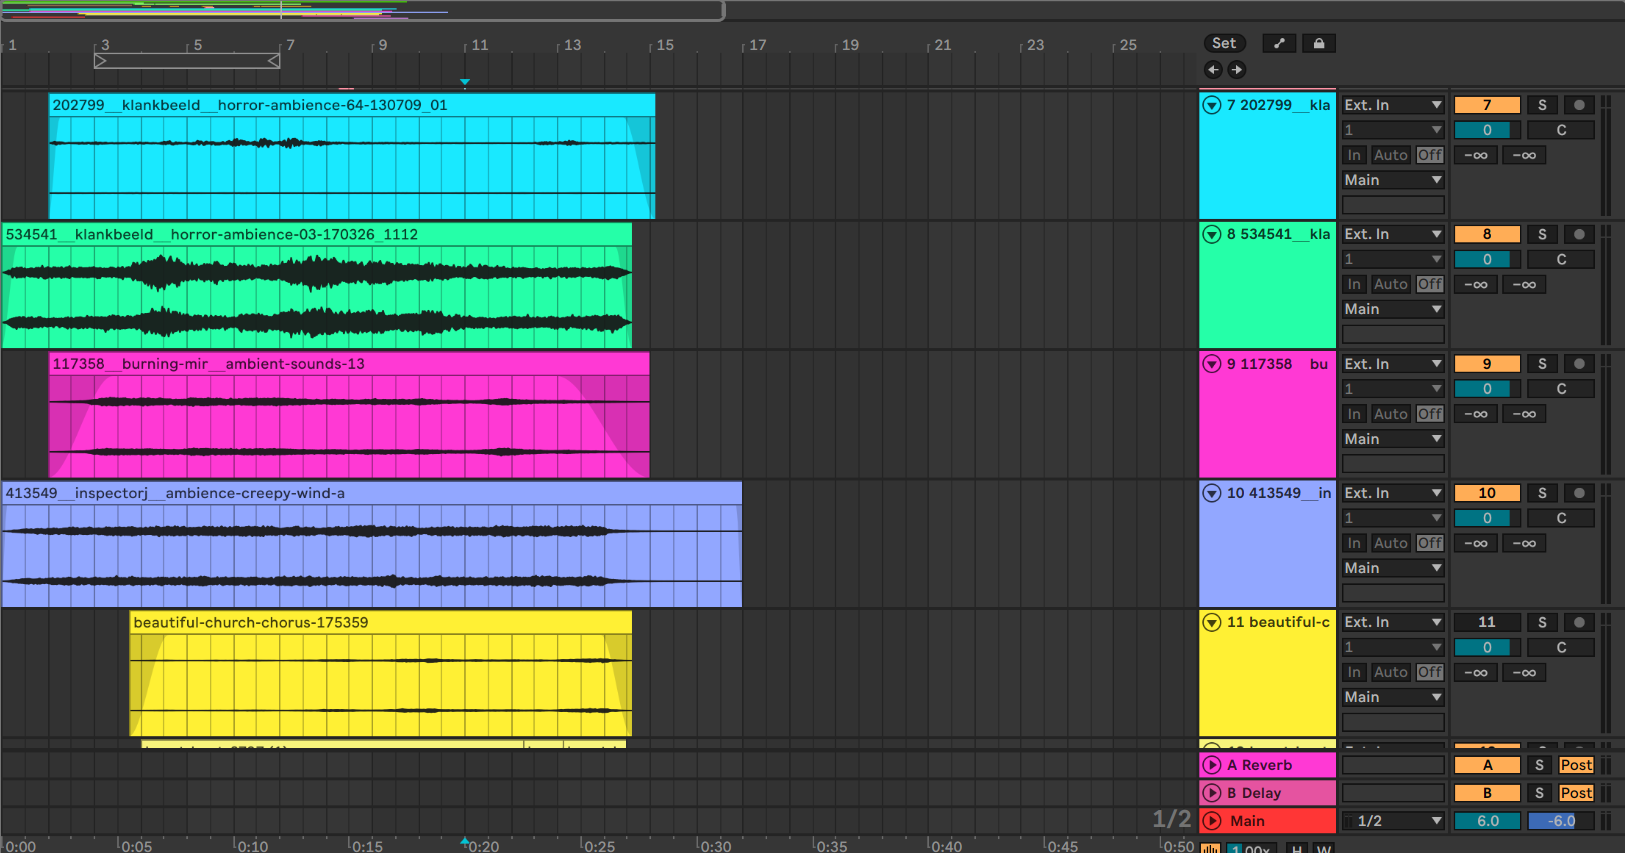 1 3 5 7 9 11 13 15 17 19 21 23 25 Set
202799__klankbeeld__horror-ambience-64-130709_01
7 202799__kla Ext. In 7 S
1 0 C
In Auto Off -∞ -∞
Main
534541__klankbeeld__horror-ambience-03-170326_1112
8 534541__kla Ext. In 8 S
1 0 C
In Auto Off -∞ -∞
Main
117358__burning-mir__ambient-sounds-13
9 117358__bu Ext. In 9 S
1 0 C
In Auto Off -∞ -∞
Main
413549__inspectorj__ambience-creepy-wind-a
10 413549__in Ext. In 10 S
1 0 C
In Auto Off -∞ -∞
Main
beautiful-church-chorus-175359
11 beautiful-c Ext. In 11 S
1 0 C
In Auto Off -∞ -∞
Main
A Reverb A S Post
B Delay B S Post
1/2 Main 1/2 6.0 -6.0
0:00 0:05 0:10 0:15 0:20 0:25 0:30 0:35 0:40 0:45 0:50 1.00x H W